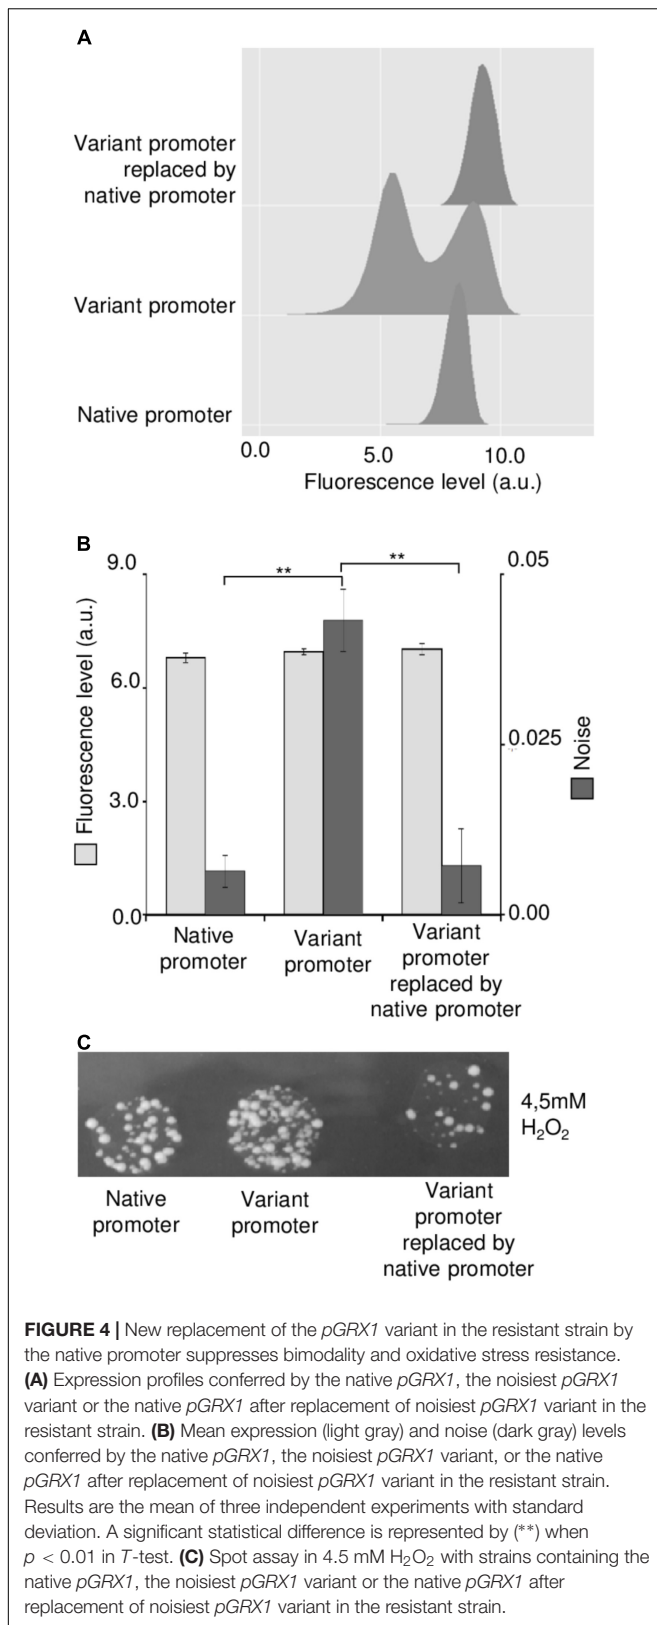 A
Variant promoter
replaced by
native promoter
Variant promoter
Native promoter
0.0
5.0
10.0
Fluorescence level (a.u.)
B
9.0
6.0
3.0
0.0
Fluorescence level (a.u.)
**
**
0.05
0.025
0.00
Noise
Native
promoter
Variant
promoter
Variant
promoter
replaced by
native promoter
C
4,5mM
H₂O₂
Native
promoter
Variant
promoter
Variant
promoter
replaced by
native promoter
FIGURE 4 | New replacement of the pGRX1 variant in the resistant strain by
the native promoter suppresses bimodality and oxidative stress resistance.
(A) Expression profiles conferred by the native pGRX1, the noisiest pGRX1
variant or the native pGRX1 after replacement of noisiest pGRX1 variant in the
resistant strain. (B) Mean expression (light gray) and noise (dark gray) levels
conferred by the native pGRX1, the noisiest pGRX1 variant, or the native
pGRX1 after replacement of noisiest pGRX1 variant in the resistant strain.
Results are the mean of three independent experiments with standard
deviation. A significant statistical difference is represented by (**) when
p < 0.01 in T-test. (C) Spot assay in 4.5 mM H₂O₂ with strains containing the
native pGRX1, the noisiest pGRX1 variant or the native pGRX1 after
replacement of noisiest pGRX1 variant in the resistant strain.